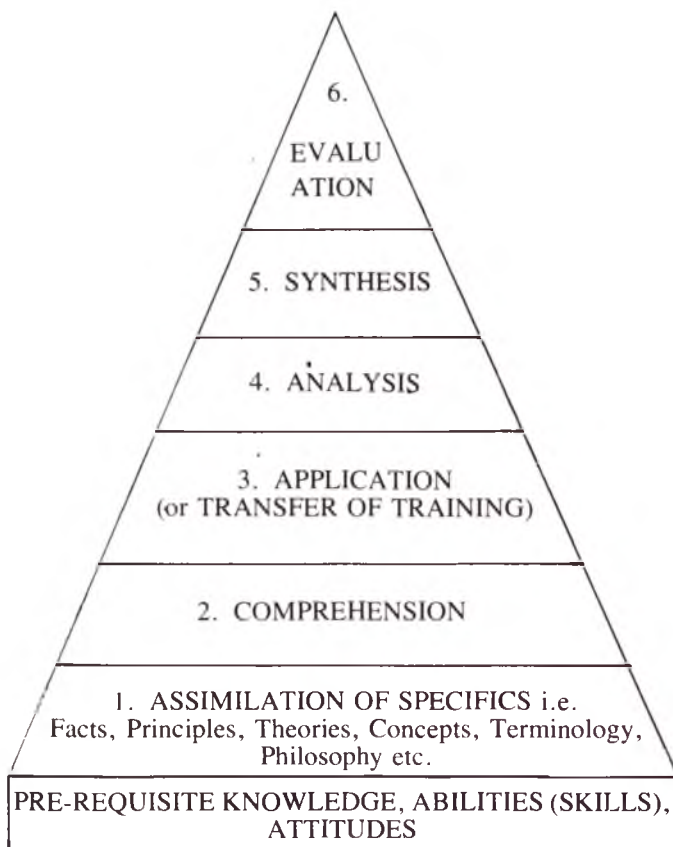 6.
EVALU
ATION
5. SYNTHESIS
4. ANALYSIS
3. APPLICATION
(or TRANSFER OF TRAINING)
2. COMPREHENSION
1. ASSIMILATION OF SPECIFICS i.e.
Facts, Principles, Theories, Concepts, Terminology,
Philosophy etc.
PRE-REQUISITE KNOWLEDGE, ABILITIES (SKILLS),
ATTITUDES